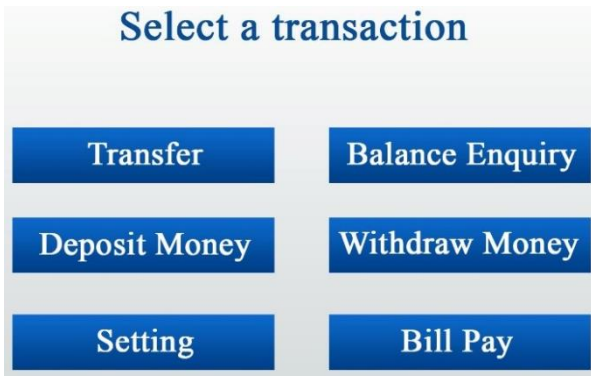 Select a transaction
Transfer
Balance Enquiry
Deposit Money
Withdraw Money
Setting
Bill Pay